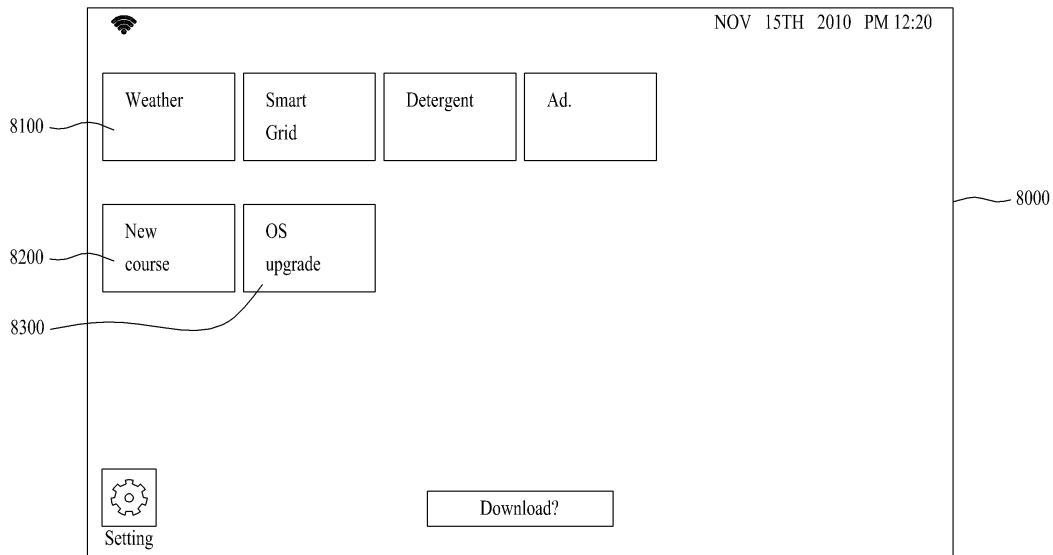 NOV 15TH 2010 PM 12:20
Weather
Smart
Grid
Detergent
Ad.
8100
8000
New
course
OS
upgrade
8200
8300
Download?
Setting